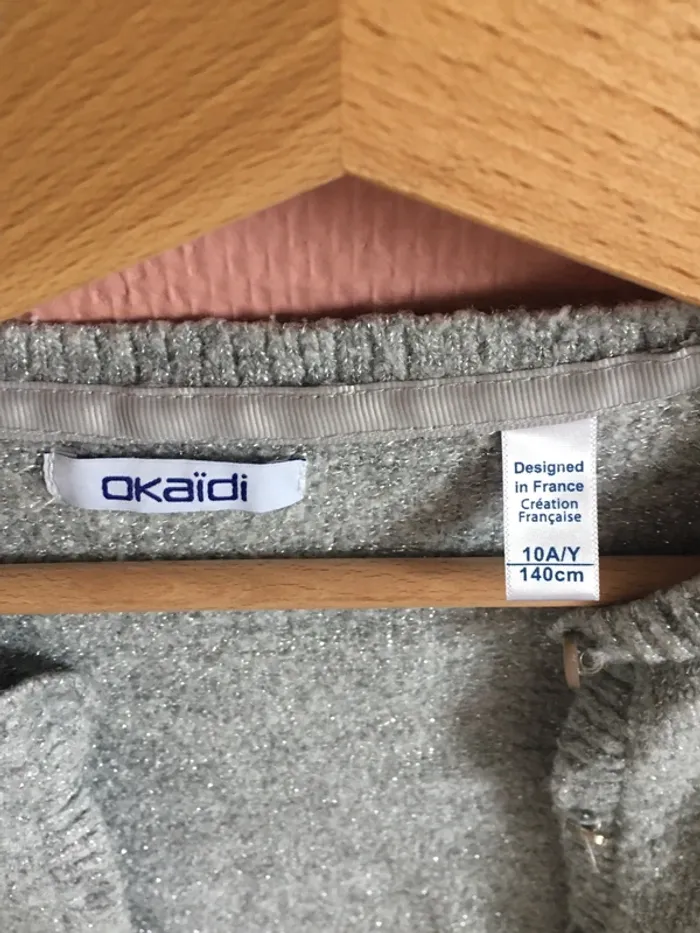 Okaïdi
Designed
in France
Création
Française
10A/Y
140cm